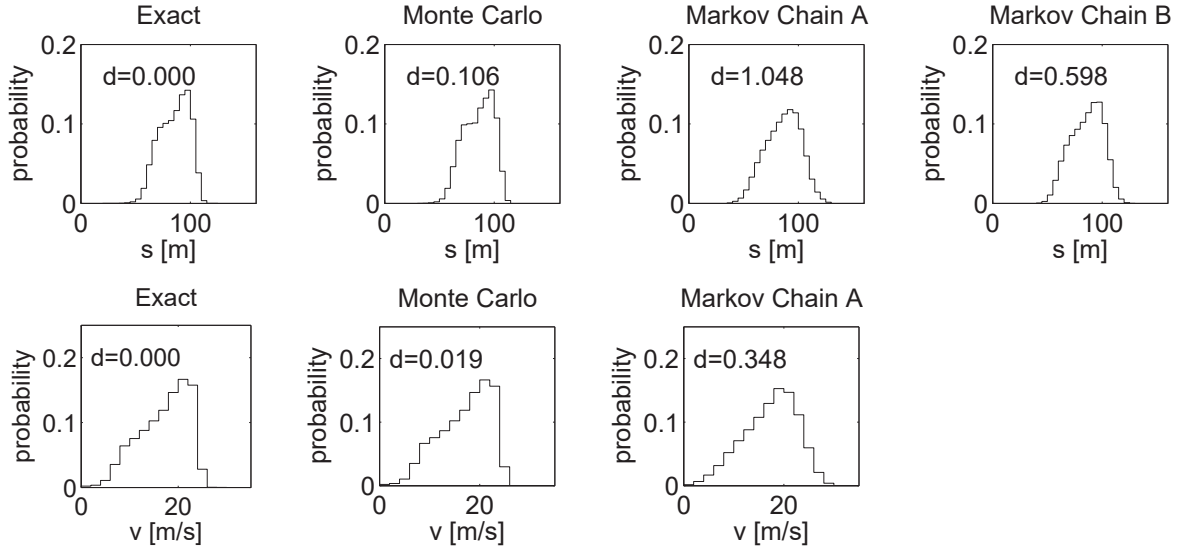 Exact
Monte Carlo
Markov Chain A
Markov Chain B
0.2
0.1
0
0
100
probability
s [m]
d=0.000
0.2
0.1
0
0
100
probability
s [m]
d=0.106
0.2
0.1
0
0
100
probability
s [m]
d=1.048
0.2
0.1
0
0
100
probability
s [m]
d=0.598
Exact
Monte Carlo
Markov Chain A
0.2
0.1
0
0
20
probability
v [m/s]
d=0.000
0.2
0.1
0
0
20
probability
v [m/s]
d=0.019
0.2
0.1
0
0
20
probability
v [m/s]
d=0.348